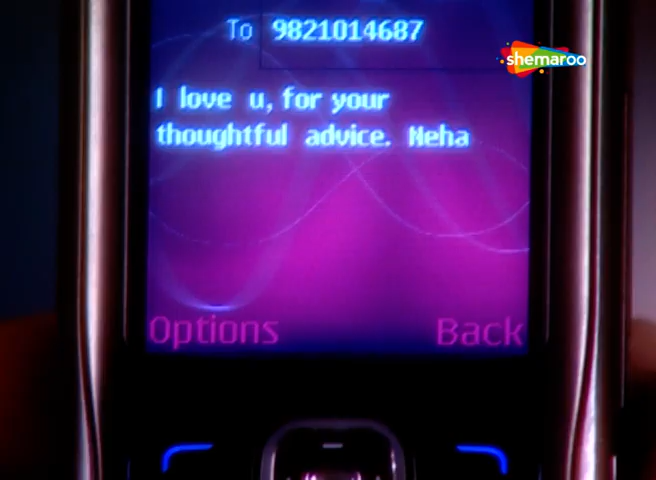 To 9821014687
shemaroo
I love u, for your
thoughtful advice. Neha
Options Back